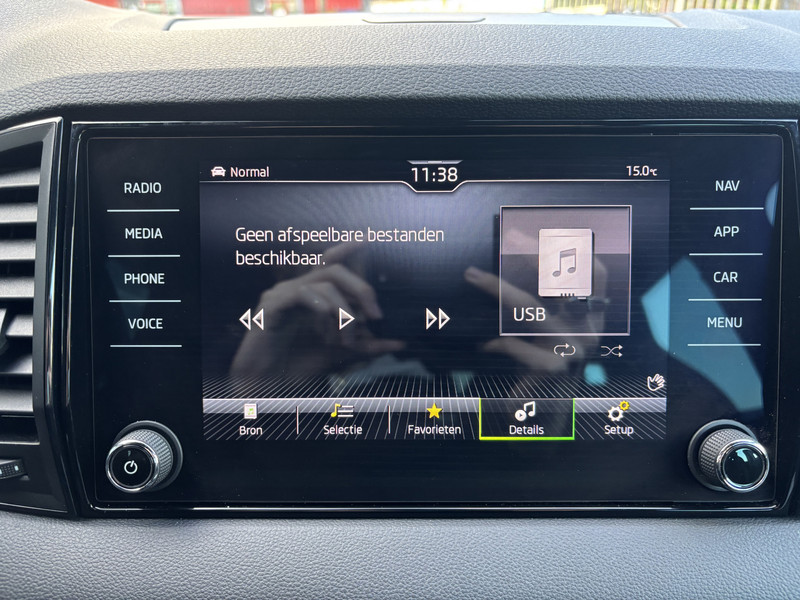 Normal
11:38
15.0°C
RADIO
MEDIA
PHONE
VOICE
NAV
APP
CAR
MENU
Geen afspeelbare bestanden
beschikbaar.
USB
Bron
Selectie
Favorieten
Details
Setup